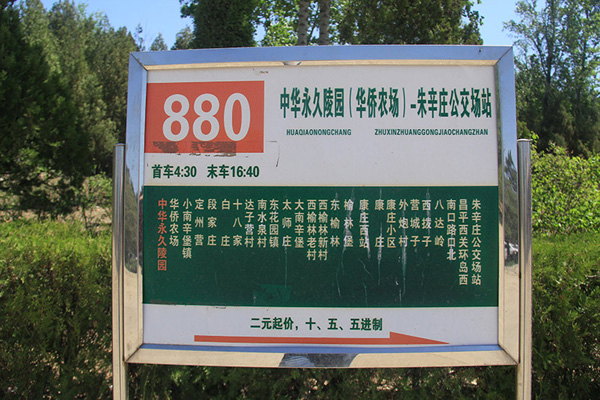 880
中华永久陵园（华侨农场）-朱辛庄公交场站
HUAQIAONONGCHANG ZHUXINZHUANGGONGJIAOCHANGZHAN
首车4:30 末车16:40
中华永久陵园
华侨农场
小南辛堡镇
定州营
段家庄
白庄
十八家
达子营村
南水泉村
东花园镇
太师庄
大南辛堡
西榆林老村
西榆林新村
东榆林
榆林堡
康庄西站
康庄
康庄小区
外炮村
营城子
西拨子
八达岭
南口路口北
昌平西关环岛西
朱辛庄公交场站
二元起价，十、五、五进制